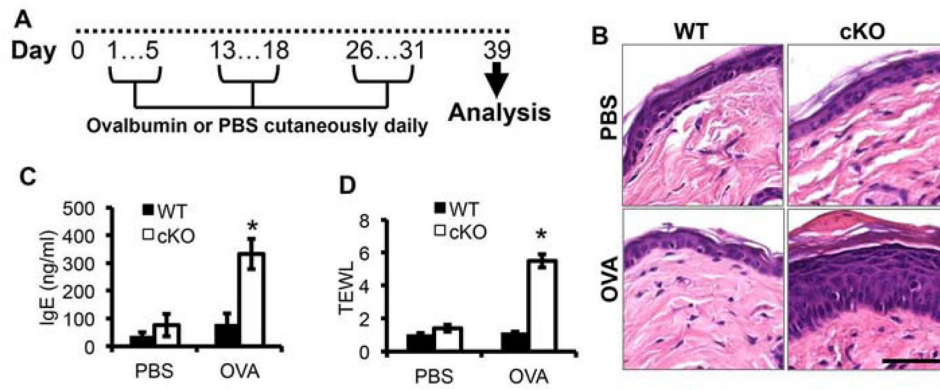 A
Day 0 1...5 13...18 26...31 39
Ovalbumin or PBS cutaneously daily
Analysis
B
WT cKO
PBS
OVA
C
IgE (ng/ml)
500
400
300
200
100
0
WT
cKO
*
PBS OVA
D
TEWL
8
6
4
2
0
WT
cKO
*
PBS OVA